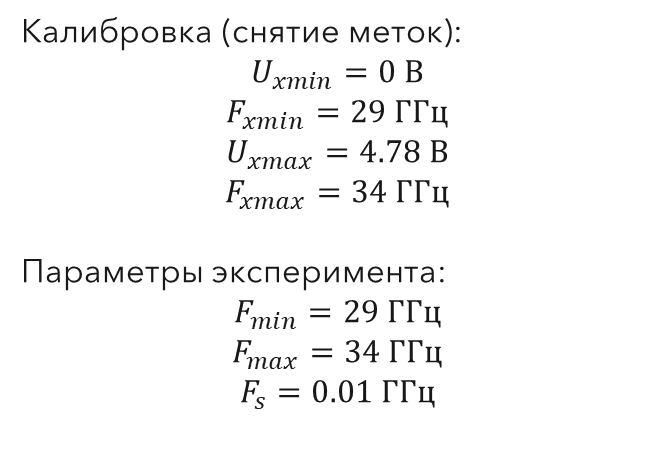 Калибровка (снятие меток):
U_xmin = 0 В
F_xmin = 29 ГГц
U_xmax = 4.78 В
F_xmax = 34 ГГц
Параметры эксперимента:
F_min = 29 ГГц
F_max = 34 ГГц
F_s = 0.01 ГГц